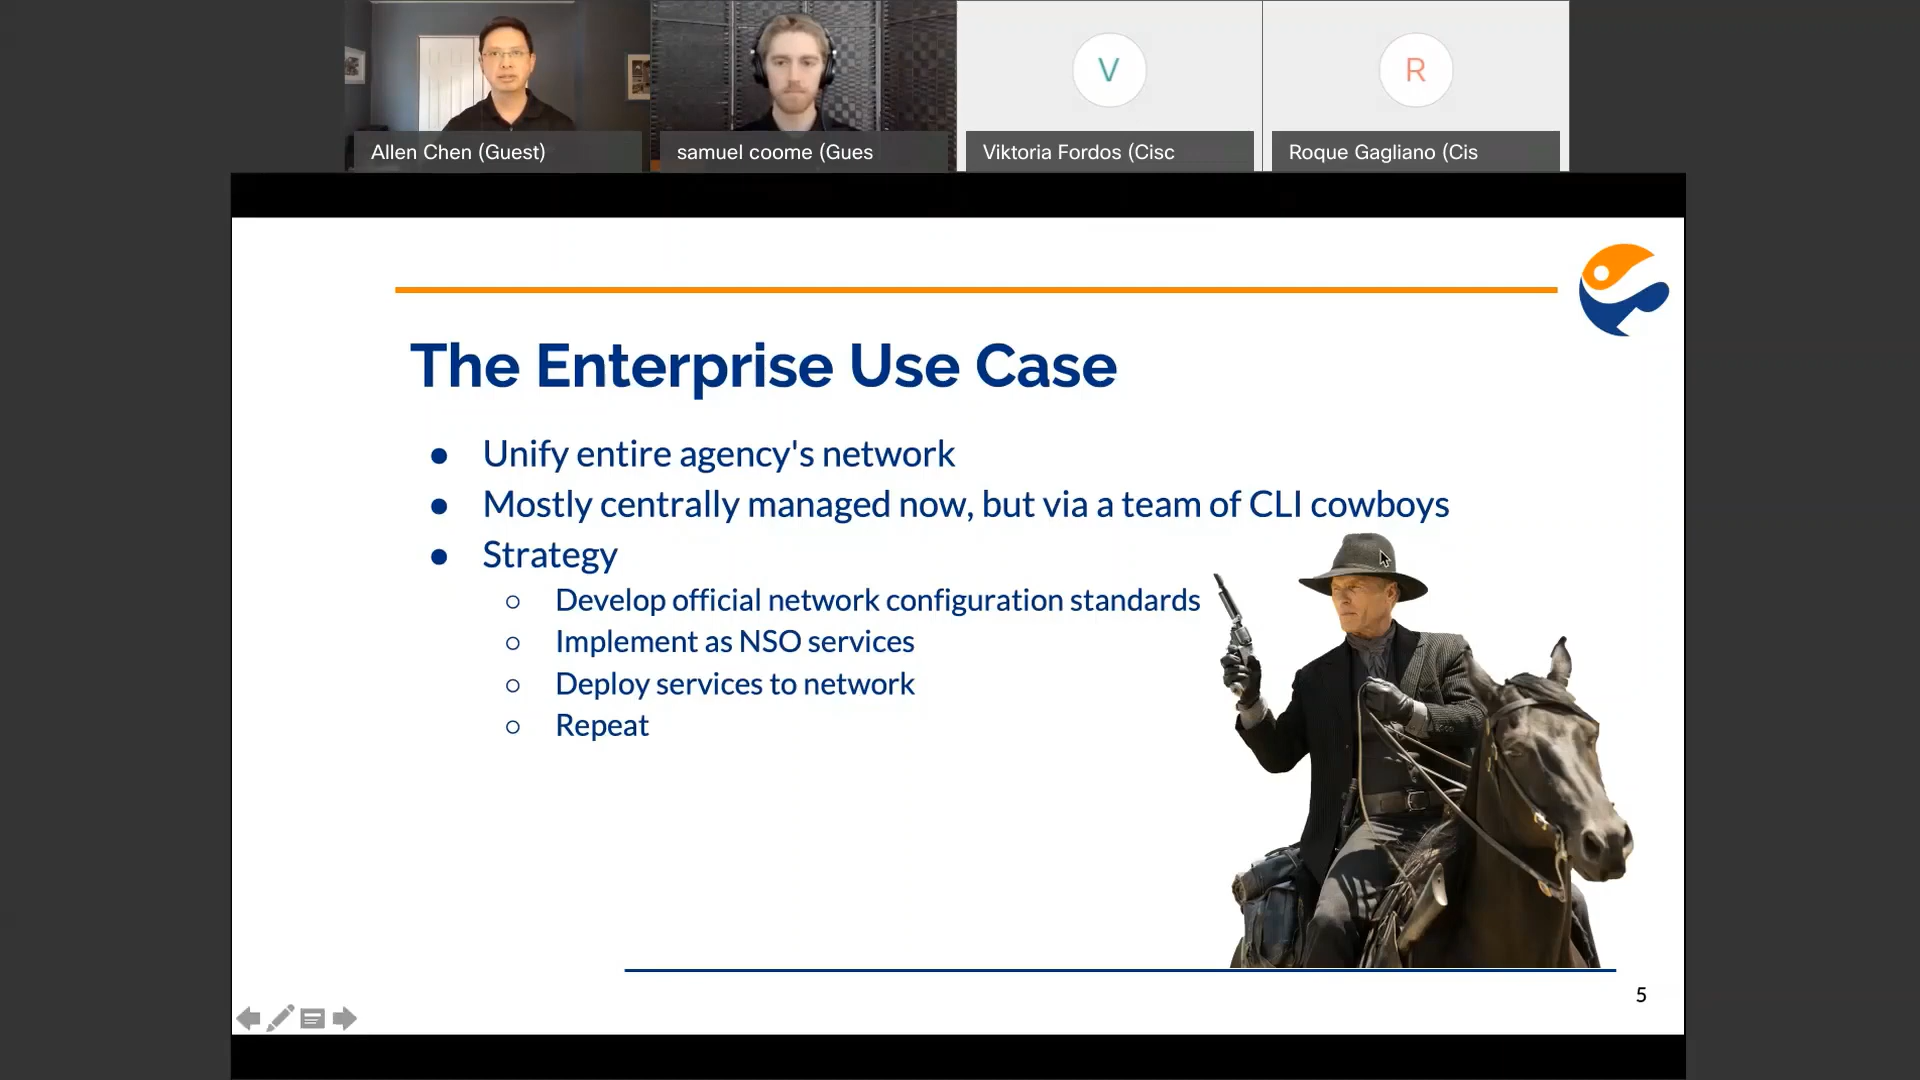 Allen Chen (Guest)
samuel coome (Gues
V
Viktoria Fordos (Cisc
R
Roque Gagliano (Cis
The Enterprise Use Case
● Unify entire agency's network
● Mostly centrally managed now, but via a team of CLI cowboys
● Strategy
○ Develop official network configuration standards
○ Implement as NSO services
○ Deploy services to network
○ Repeat
5